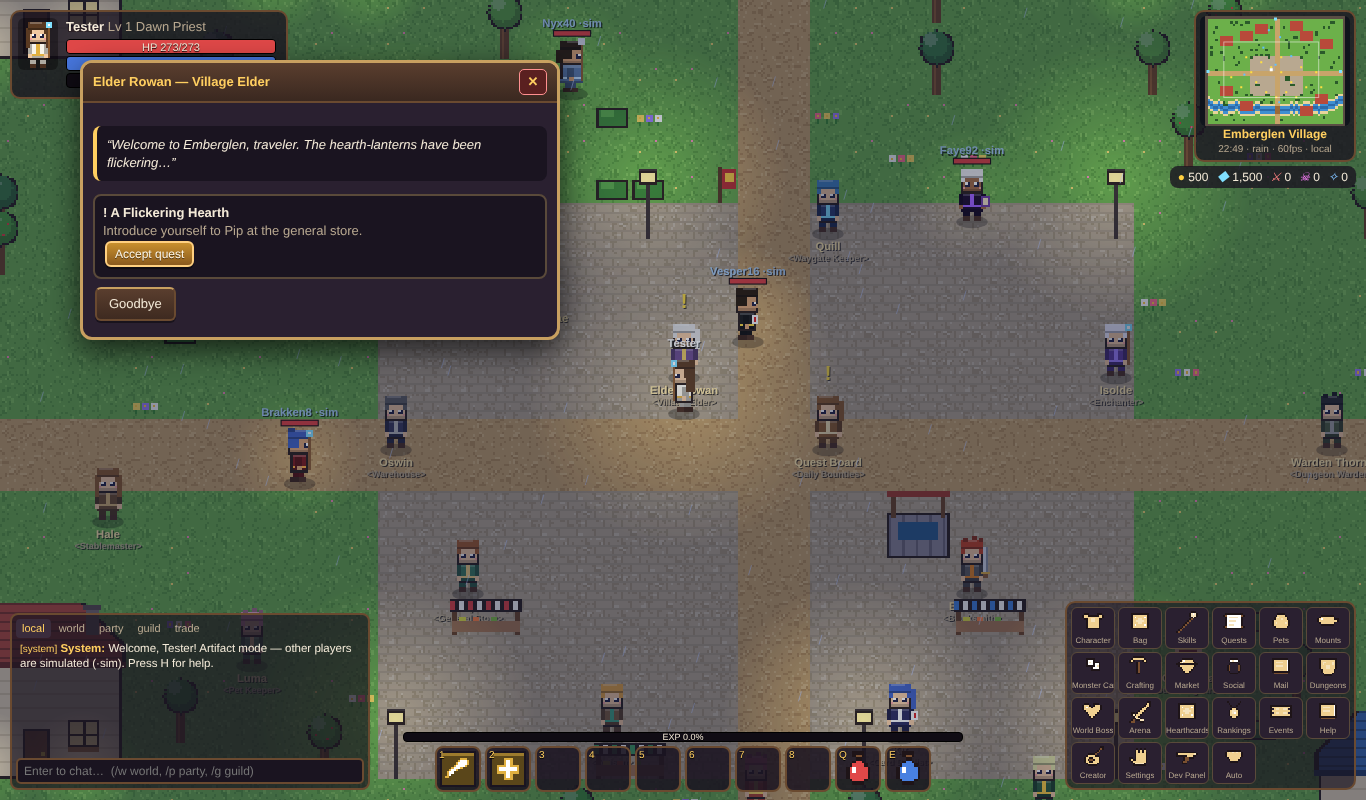 Tester Lv 1 Dawn Priest
HP 273/273
Elder Rowan — Village Elder
×
“Welcome to Emberglen, traveler. The hearth-lanterns have been
flickering…”
! A Flickering Hearth
Introduce yourself to Pip at the general store.
Accept quest
Goodbye
Nyx40 ·sim
Faye92 ·sim
Quill
<Waygate Keeper>
Vesper16 ·sim
!
Tester
<Village Elder>
!
Isolde
<Enchanter>
Brakken8 ·sim
Oswin
<Warehouse>
Quest Board
<Daily Bounties>
Warden Thorn
Hale
<Stablemaster>
Luma
Emberglen Village
22:49 · rain · 60fps · local
500 1,500 0 0 0
local world party guild trade
[system] System: Welcome, Tester! Artifact mode — other players
are simulated (·sim). Press H for help.
Enter to chat… (/w world, /p party, /g guild)
EXP 0.0%
1 2 3 4 5 6 7 8 Q E
Character Bag Skills Quests Pets Mounts
Monster Ca Crafting Market Social Mail Dungeons
World Boss Arena Hearthcards Rankings Events Help
Creator Settings Dev Panel Auto